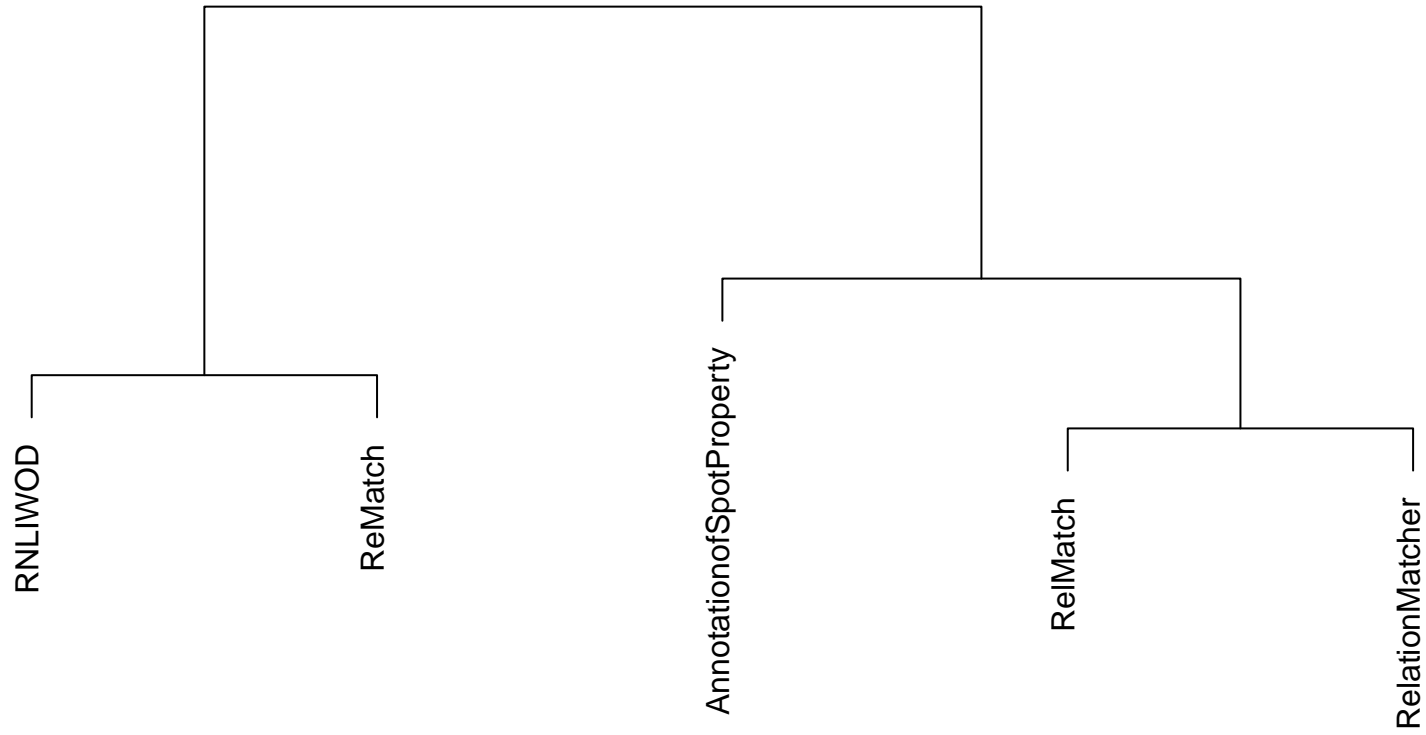 RNLIWOD
ReMatch
AnnotationofSpotProperty
RelMatch
RelationMatcher